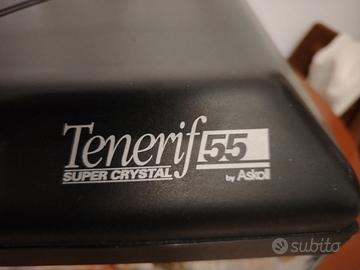 Tenerif 55
SUPER CRYSTAL by Askoll
subito